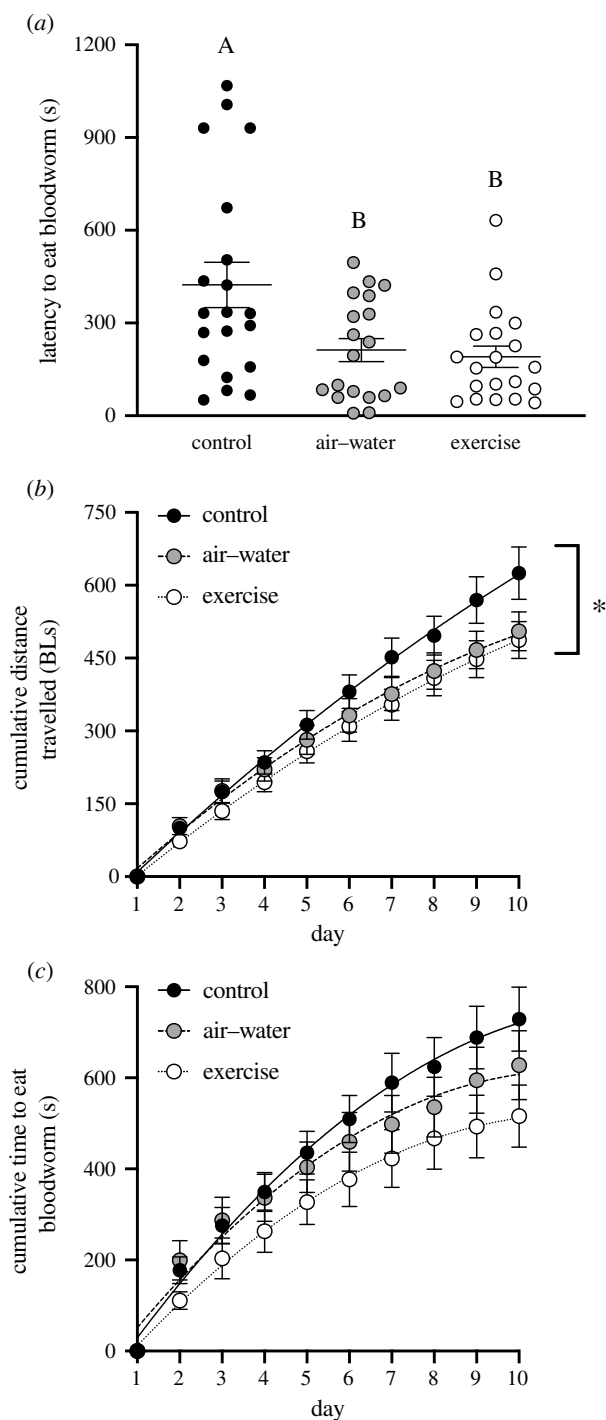 (a)
A
B
B
latency to eat bloodworm (s)
1200
900
600
300
0
control
air–water
exercise
(b)
cumulative distance
travelled (BLs)
750
600
450
300
150
0
control
air–water
exercise
*
1 2 3 4 5 6 7 8 9 10
day
(c)
cumulative time to eat
bloodworm (s)
800
600
400
200
0
control
air–water
exercise
1 2 3 4 5 6 7 8 9 10
day